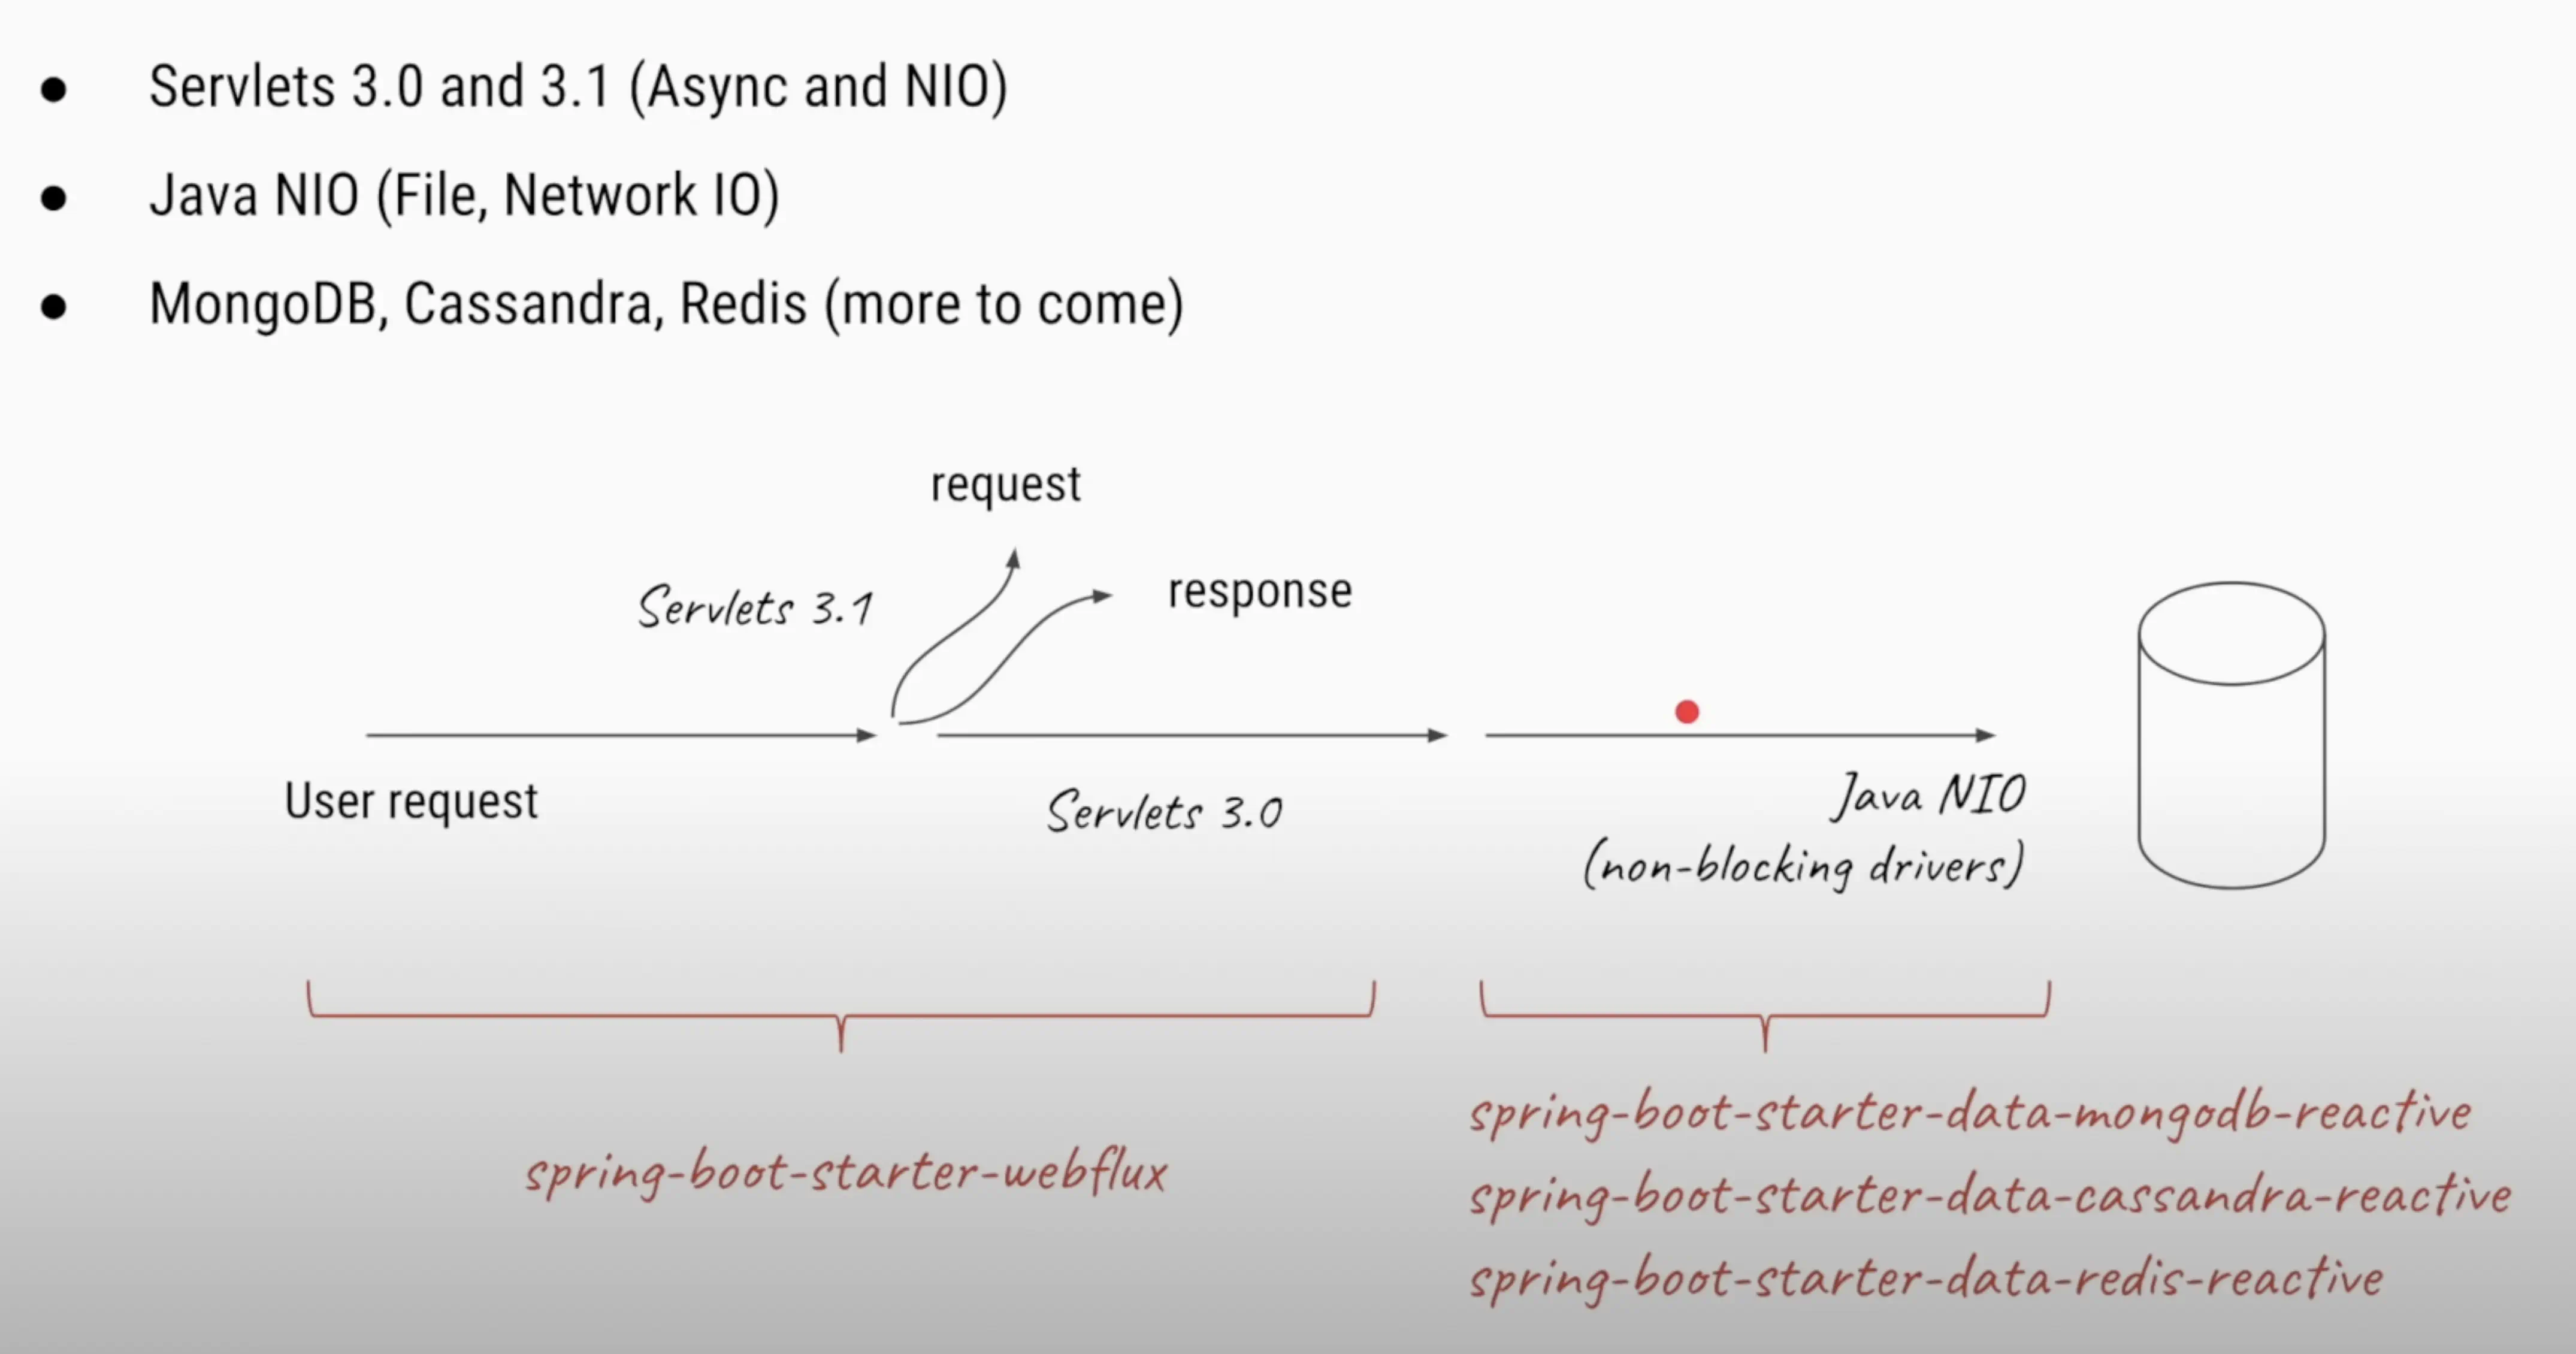 Servlets 3.0 and 3.1 (Async and NIO)
Java NIO (File, Network IO)
MongoDB, Cassandra, Redis (more to come)
request
Servlets 3.1
response
User request
Servlets 3.0
Java NIO
(non-blocking drivers)
spring-boot-starter-webflux
spring-boot-starter-data-mongodb-reactive
spring-boot-starter-data-cassandra-reactive
spring-boot-starter-data-redis-reactive